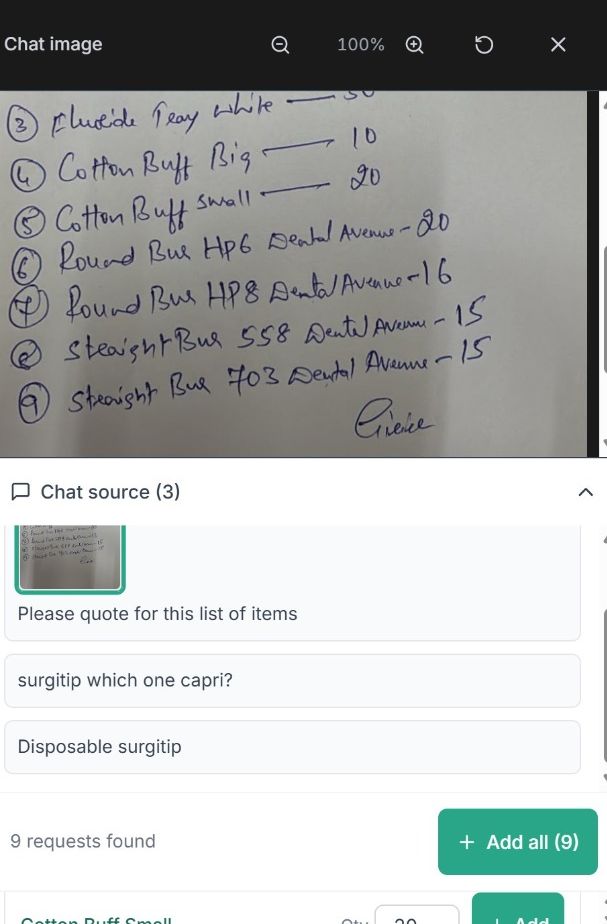 Chat image
100%
③ Fluoride Tray white — 30
④ Cotton Buff Big — 10
⑤ Cotton Buff small — 20
⑥ Round Bur HP6 Dental Avenue - 20
⑦ Round Bur HP8 Dental Avenue - 16
⑧ Straight Bur 558 Dental Avenue - 15
⑨ Straight Bur 703 Dental Avenue - 15
Chat source (3)
Please quote for this list of items
surgitip which one capri?
Disposable surgitip
9 requests found
+ Add all (9)
Cotton Buff Small
Qty
20
+ Add